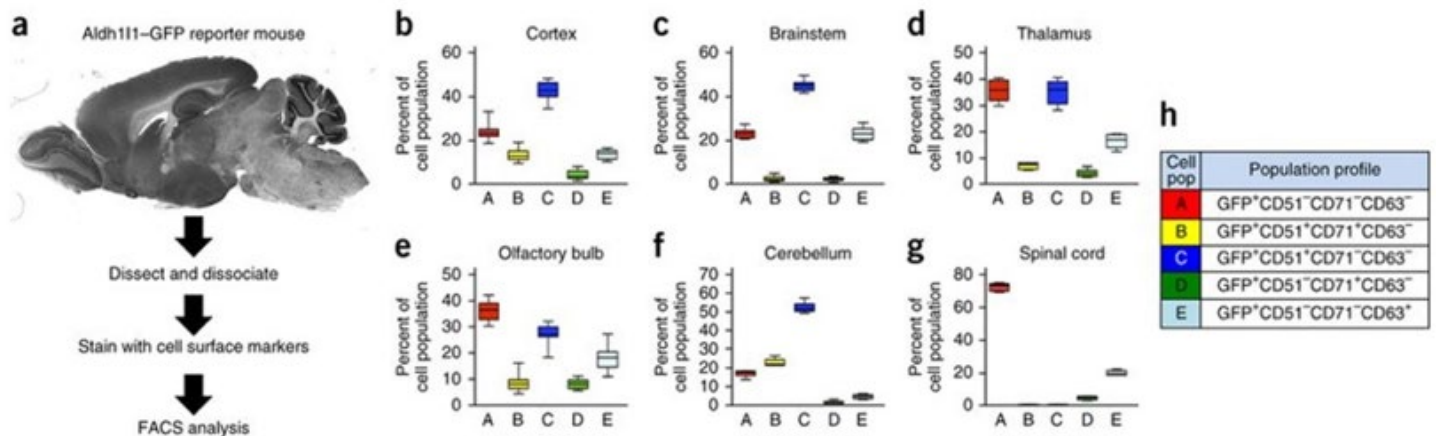 a
Aldh1l1–GFP reporter mouse
Dissect and dissociate
Stain with cell surface markers
FACS analysis
b
Cortex
Percent of
cell population
60
40
20
0
A B C D E
c
Brainstem
Percent of
cell population
60
40
20
0
A B C D E
d
Thalamus
Percent of
cell population
50
40
30
20
10
0
A B C D E
e
Olfactory bulb
Percent of
cell population
50
40
30
20
10
0
A B C D E
f
Cerebellum
Percent of
cell population
70
60
50
40
30
20
10
0
A B C D E
g
Spinal cord
Percent of
cell population
80
60
40
20
0
A B C D E
h
Cell pop Population profile
A GFP⁺CD51⁻CD71⁻CD63⁻
B GFP⁺CD51⁺CD71⁺CD63⁻
C GFP⁺CD51⁺CD71⁻CD63⁻
D GFP⁺CD51⁻CD71⁺CD63⁻
E GFP⁺CD51⁻CD71⁻CD63⁺